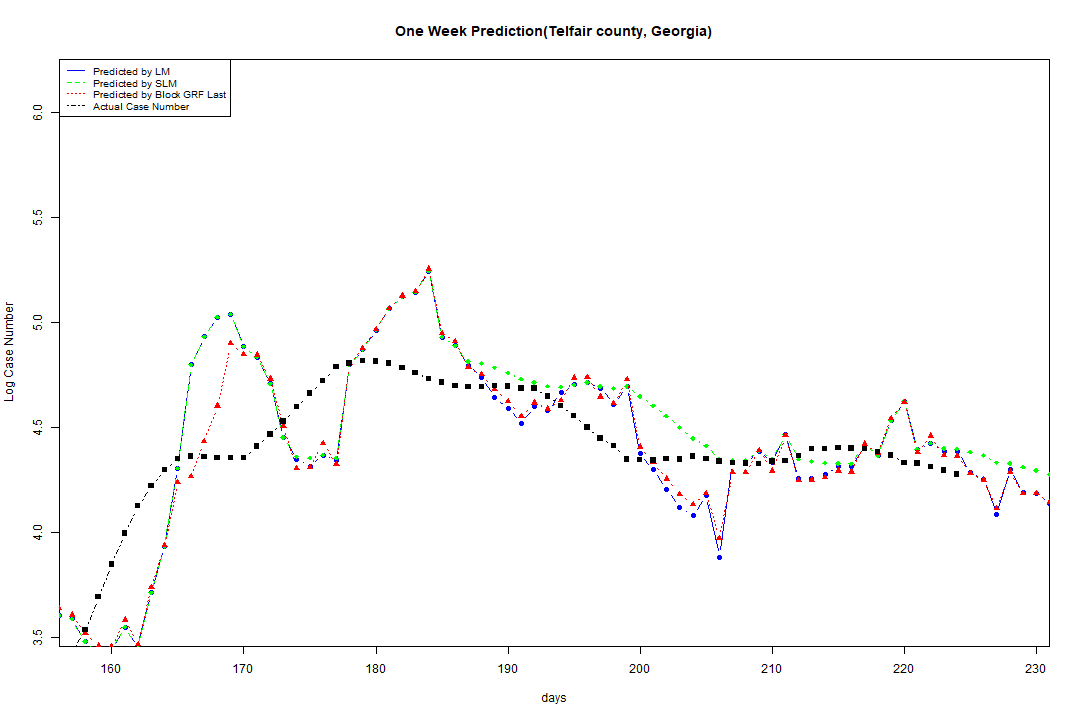 One Week Prediction(Telfair county, Georgia)
Predicted by LM
Predicted by SLM
Predicted by Block GRF Last
Actual Case Number
6.0
5.5
5.0
4.5
4.0
3.5
Log Case Number
160 170 180 190 200 210 220 230
days